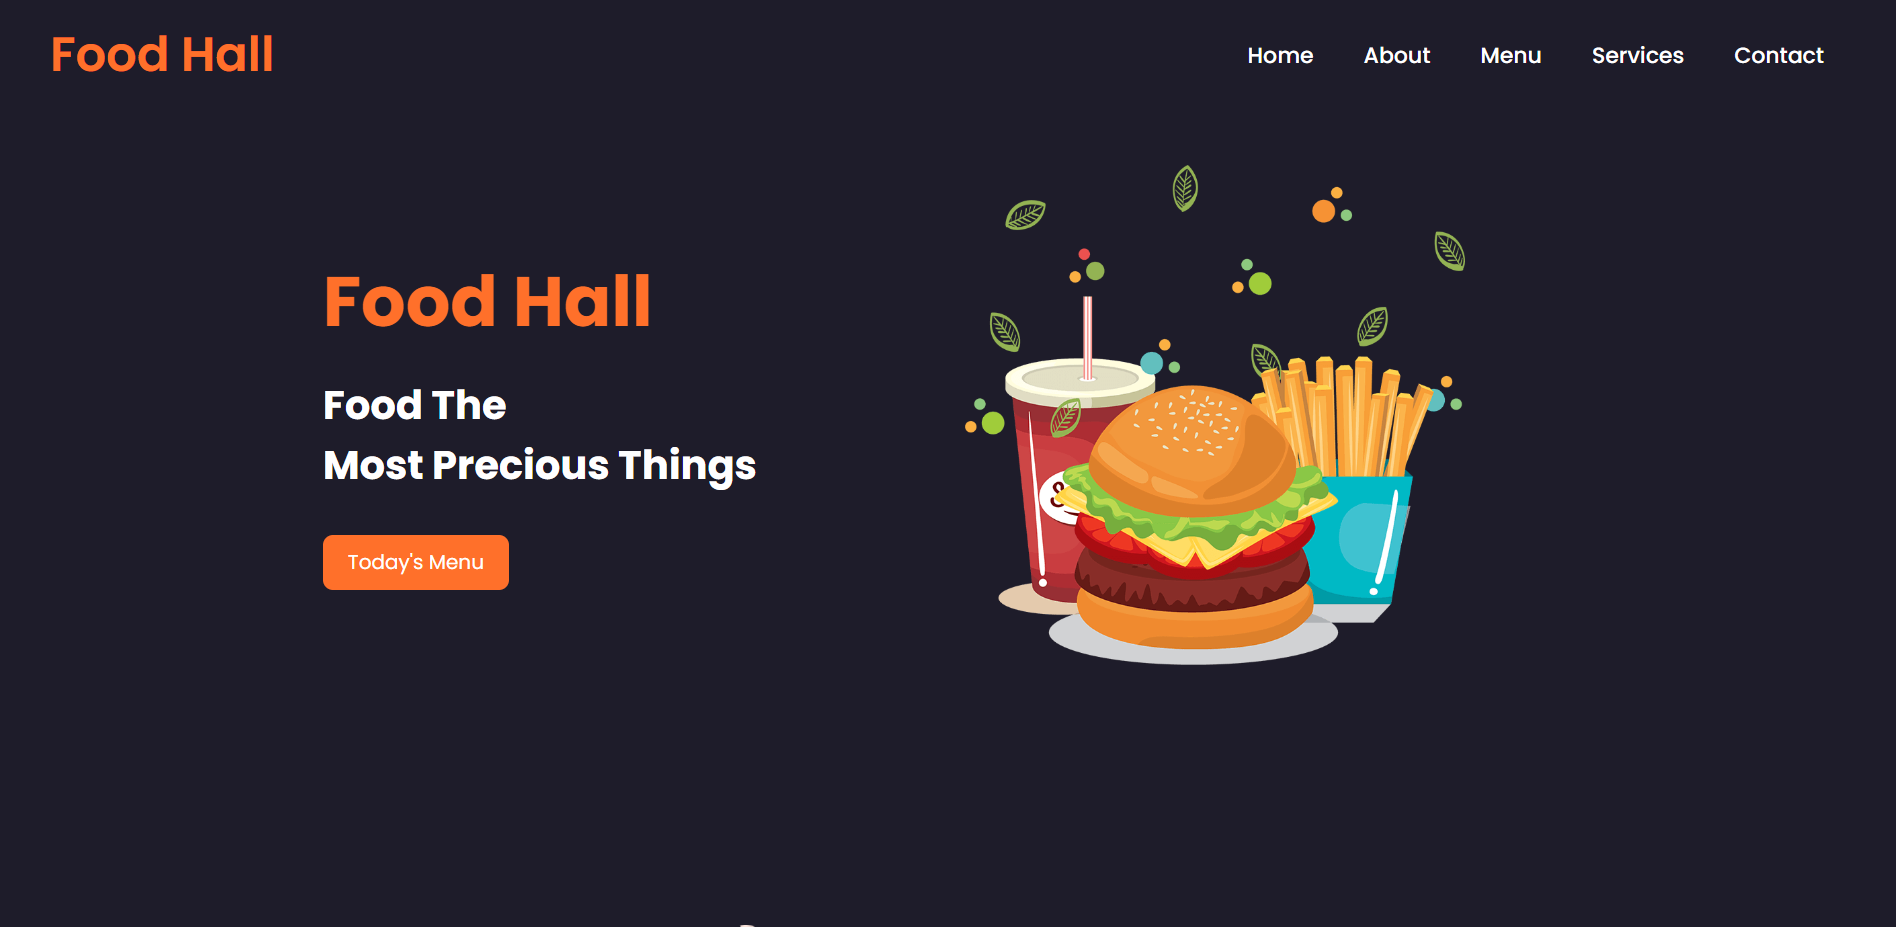 Food Hall
Home About Menu Services Contact
Food Hall
Food The
Most Precious Things
Today's Menu